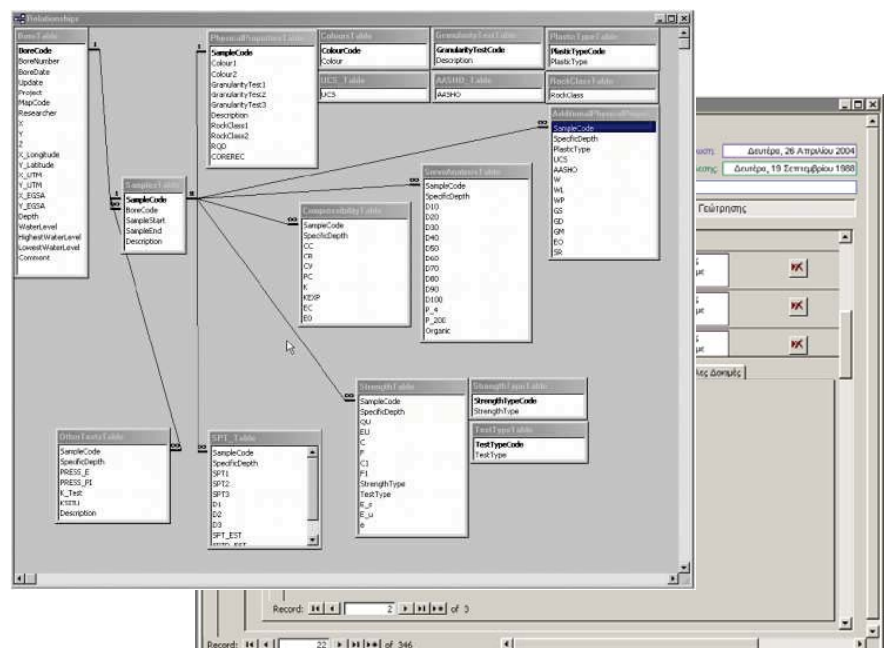 Relationships
BoreTable
BoreCode
BoreNumber
BoreDate
Update
Project
MapCode
Researcher
X
Y
Z
X_Longitude
Y_Latitude
X_UTM
Y_UTM
X_EGSA
Y_EGSA
Depth
WaterLevel
HighestWaterLevel
LowestWaterLevel
Comment
SamplesTable
SampleCode
BoreCode
SampleStart
SampleEnd
Description
PhysicalPropertiesTable
SampleCode
Colour1
Colour2
GranularityTest1
GranularityTest2
GranularityTest3
Description
RockClass1
RockClass2
RQD
COREREC
ColoursTable
ColourCode
Colour
GranularityTestTable
GranularityTestCode
Description
PlasticTypeTable
PlasticTypeCode
PlasticType
UCS_Table
UCS
AASHO_Table
AASHO
RockClassTable
RockClass
SampleCode
SpecificDepth
PlasticType
UCS
AASHO
W
WL
WP
GS
GD
GM
EO
SR
SampleCode
SpecificDepth
D10
D20
D30
D40
D50
D60
D70
D80
D90
D100
P_4
P_200
Organic
SampleCode
SpecificDepth
CC
CR
CV
PC
K
KEXP
EC
E0
StrengthTable
SampleCode
SpecificDepth
QU
EU
C
F
C1
F1
StrengthType
TestType
E_s
E_u
e
StrengthTypeTable
StrengthTypeCode
StrengthType
TestTypeTable
TestTypeCode
TestType
OtherTestsTable
SampleCode
SpecificDepth
PRESS_E
PRESS_PI
K_Test
KSITU
Description
SPT_Table
SampleCode
SpecificDepth
SPT1
SPT2
SPT3
D1
D2
D3
SPT_EST
Δευτέρα, 26 Απριλίου 2004
Δευτέρα, 19 Σεπτεμβρίου 1988
Γεώτρησης
λες Δοκιμές
Record: 2 of 3
Record: 22 of 346